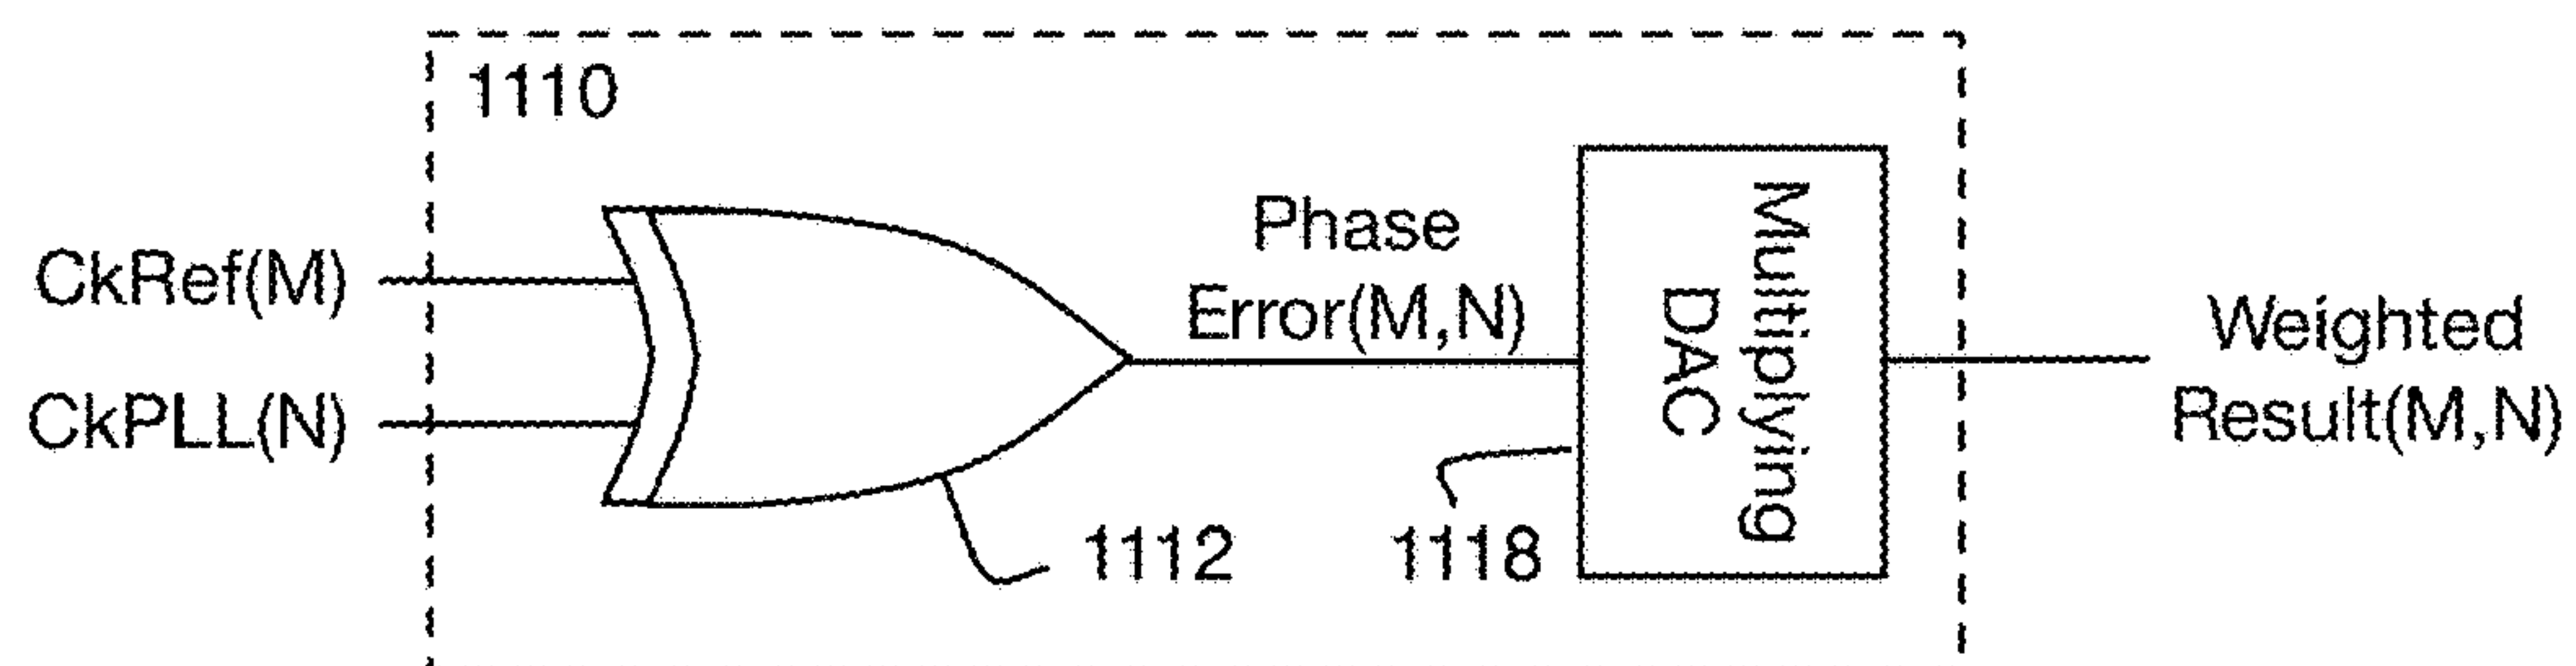 1110
CkRef(M)
CkPLL(N)
Phase
Error(M,N)
Multiplying
DAC
Weighted
Result(M,N)
1112
1118